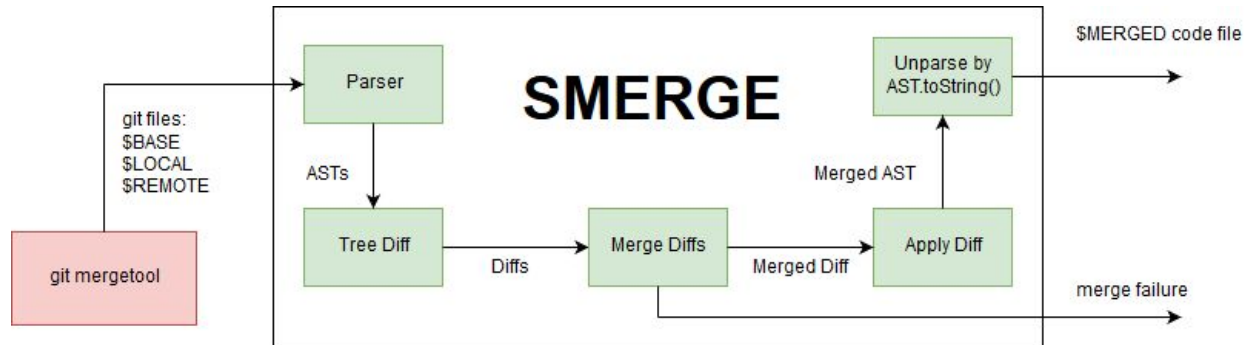 $MERGED code file
Parser
SMERGE
Unparse by
AST.toString()
git files:
$BASE
$LOCAL
$REMOTE
ASTs
Merged AST
git mergetool
Tree Diff
Diffs
Merge Diffs
Merged Diff
Apply Diff
merge failure